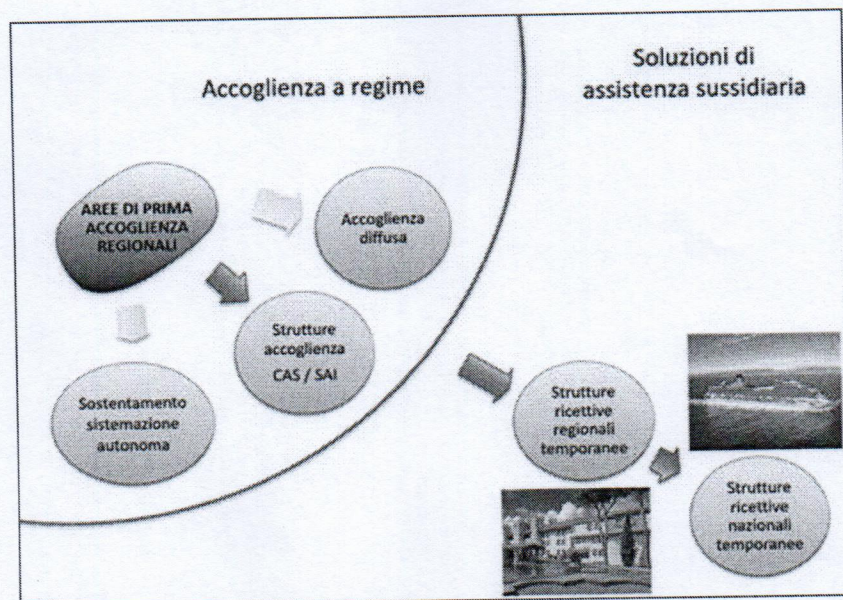 Accoglienza a regime
Soluzioni di
assistenza sussidiaria
AREE DI PRIMA
ACCOGLIENZA
REGIONALI
Accoglienza
diffusa
Strutture
accoglienza
CAS / SAI
Sostentamento
sistemazione
autonoma
Strutture
ricettive
regionali
temporanee
Strutture
ricettive
nazionali
temporanee